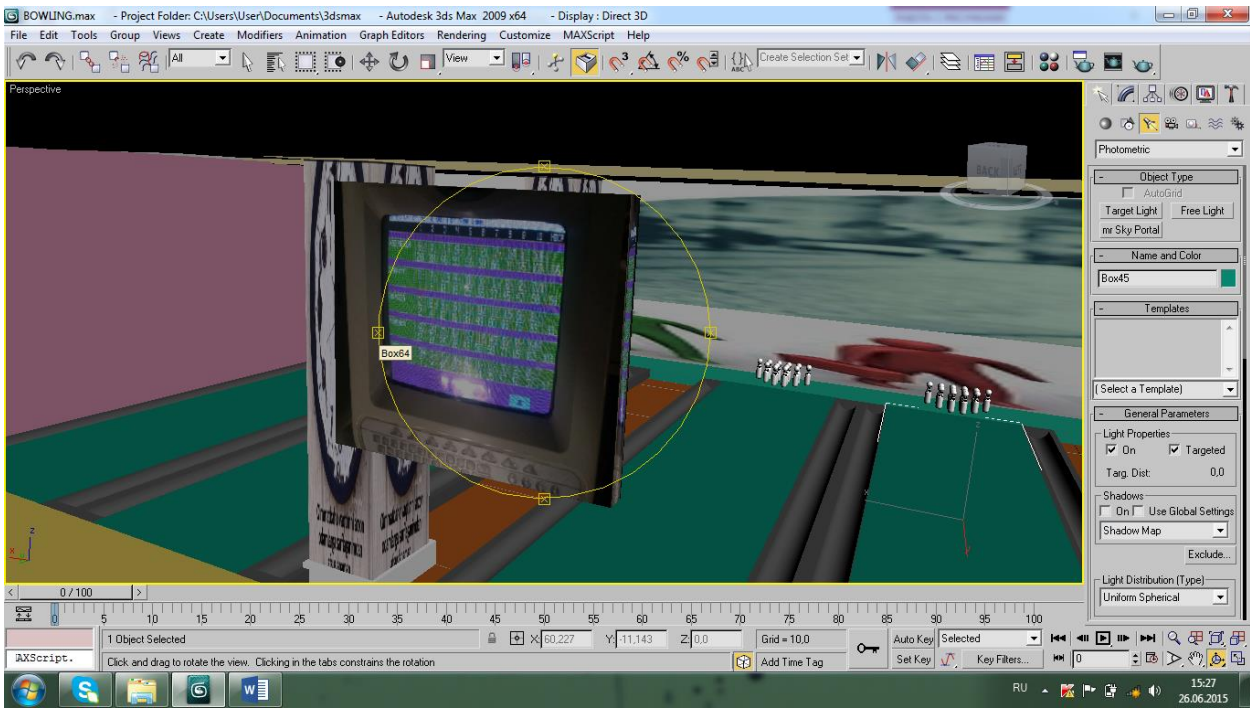 BOWLING.max - Project Folder: C:\Users\User\Documents\3dsmax - Autodesk 3ds Max 2009 x64 - Display : Direct 3D
File Edit Tools Group Views Create Modifiers Animation Graph Editors Rendering Customize MAXScript Help
All View Create Selection Set
Perspective
BACK
Photometric
- Object Type
AutoGrid
Target Light Free Light
mr Sky Portal
- Name and Color
Box45
- Templates
(Select a Template)
- General Parameters
Light Properties
On Targeted
Targ. Dist: 0,0
Shadows
On Use Global Settings
Shadow Map
Exclude...
Light Distribution (Type)
Uniform Spherical
Box64
z
x
z
x
< 0 / 100 >
0 5 10 15 20 25 30 35 40 45 50 55 60 65 70 75 80 85 90 95 100
1 Object Selected X: 60,227 Y: -11,143 Z: 0,0 Grid = 10,0 Auto Key Selected
AXScript. Click and drag to rotate the view. Clicking in the tabs constrains the rotation Add Time Tag Set Key Key Filters... 0
RU 15:27
26.06.2015